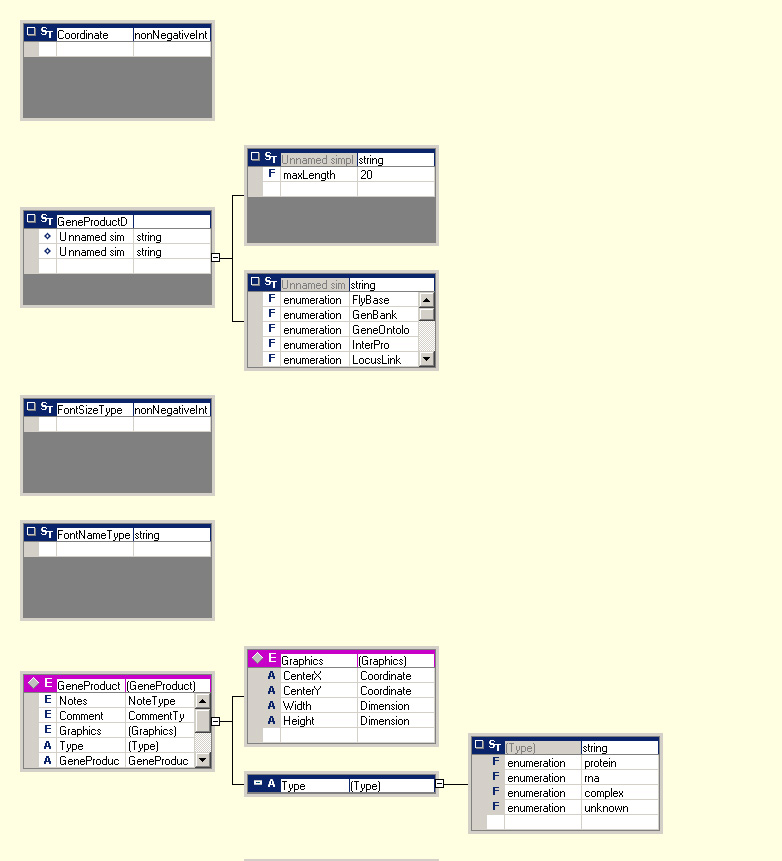 ST Coordinate nonNegativeInt
ST Unnamed simpl string
F maxLength 20
ST GeneProductD
Unnamed sim string
Unnamed sim string
ST Unnamed sim string
F enumeration FlyBase
F enumeration GenBank
F enumeration GeneOntolo
F enumeration InterPro
F enumeration LocusLink
ST FontSizeType nonNegativeInt
ST FontNameType string
E Graphics (Graphics)
A CenterX Coordinate
A CenterY Coordinate
A Width Dimension
A Height Dimension
E GeneProduct (GeneProduct)
E Notes NoteType
E Comment CommentTy
E Graphics (Graphics)
A Type (Type)
A GeneProduc GeneProduc
A Type (Type)
ST (Type) string
F enumeration protein
F enumeration rna
F enumeration complex
F enumeration unknown